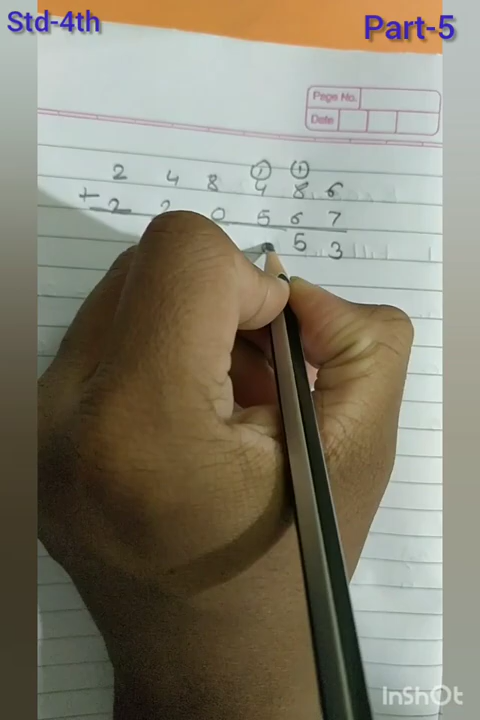 Std-4th Part-5
Page No.
Date
1 1
2 4 8 4 8 6
+ 2 2 0 5 6 7
5 3
InShOt